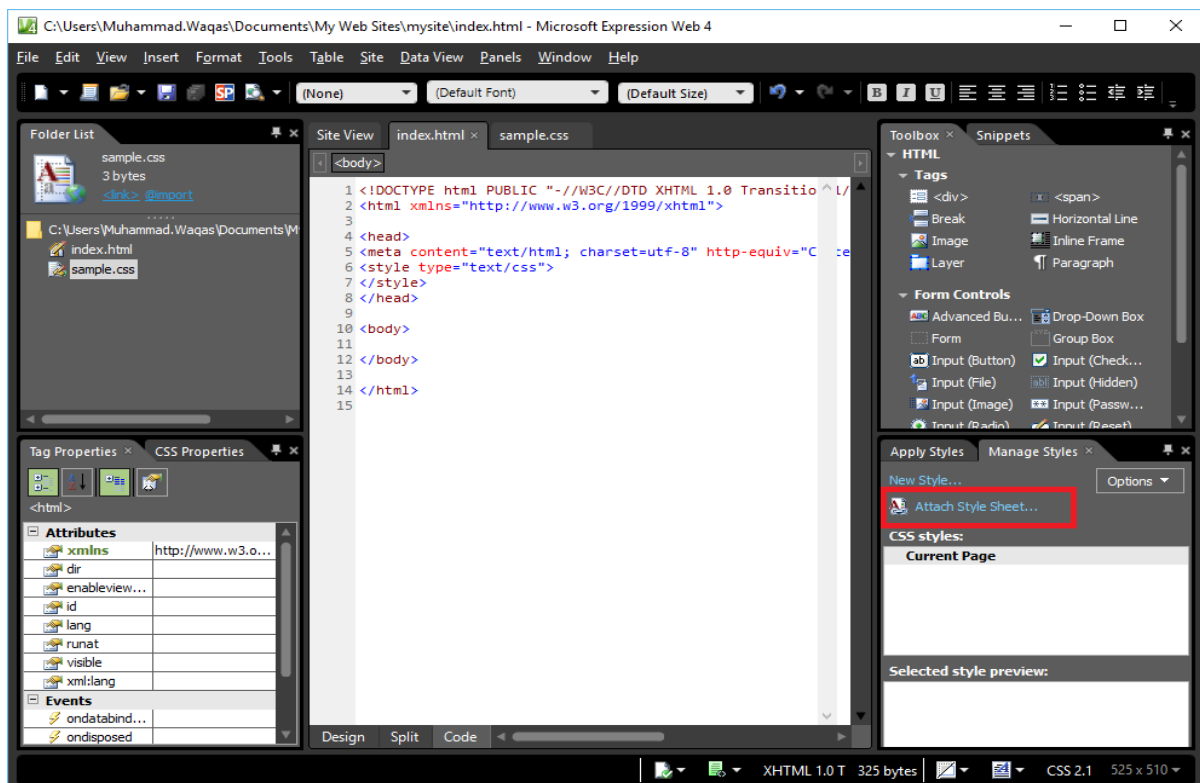 C:\Users\Muhammad.Waqas\Documents\My Web Sites\mysite\index.html - Microsoft Expression Web 4
File Edit View Insert Format Tools Table Site Data View Panels Window Help
(None) (Default Font) (Default Size) B I U
Folder List
sample.css
3 bytes
<link> @import
C:\Users\Muhammad.Waqas\Documents\M
index.html
sample.css
Site View index.html × sample.css
<body>
1 <!DOCTYPE html PUBLIC "-//W3C//DTD XHTML 1.0 Transitio l/
2 <html xmlns="http://www.w3.org/1999/xhtml">
3
4 <head>
5 <meta content="text/html; charset=utf-8" http-equiv="C te
6 <style type="text/css">
7 </style>
8 </head>
9
10 <body>
11
12 </body>
13
14 </html>
15
Design Split Code
Toolbox × Snippets
HTML
Tags
<div> <span>
Break Horizontal Line
Image Inline Frame
Layer ¶ Paragraph
Form Controls
Advanced Bu... Drop-Down Box
Form Group Box
Input (Button) Input (Check...
Input (File) Input (Hidden)
Input (Image) Input (Passw...
Input (Radio) Input (Reset)
Tag Properties × CSS Properties
<html>
Attributes
xmlns http://www.w3.o...
dir
enableview...
id
lang
runat
visible
xml:lang
Events
ondatabind...
ondisposed
Apply Styles Manage Styles ×
New Style... Options
Attach Style Sheet...
CSS styles:
Current Page
Selected style preview:
XHTML 1.0 T 325 bytes CSS 2.1 525 x 510